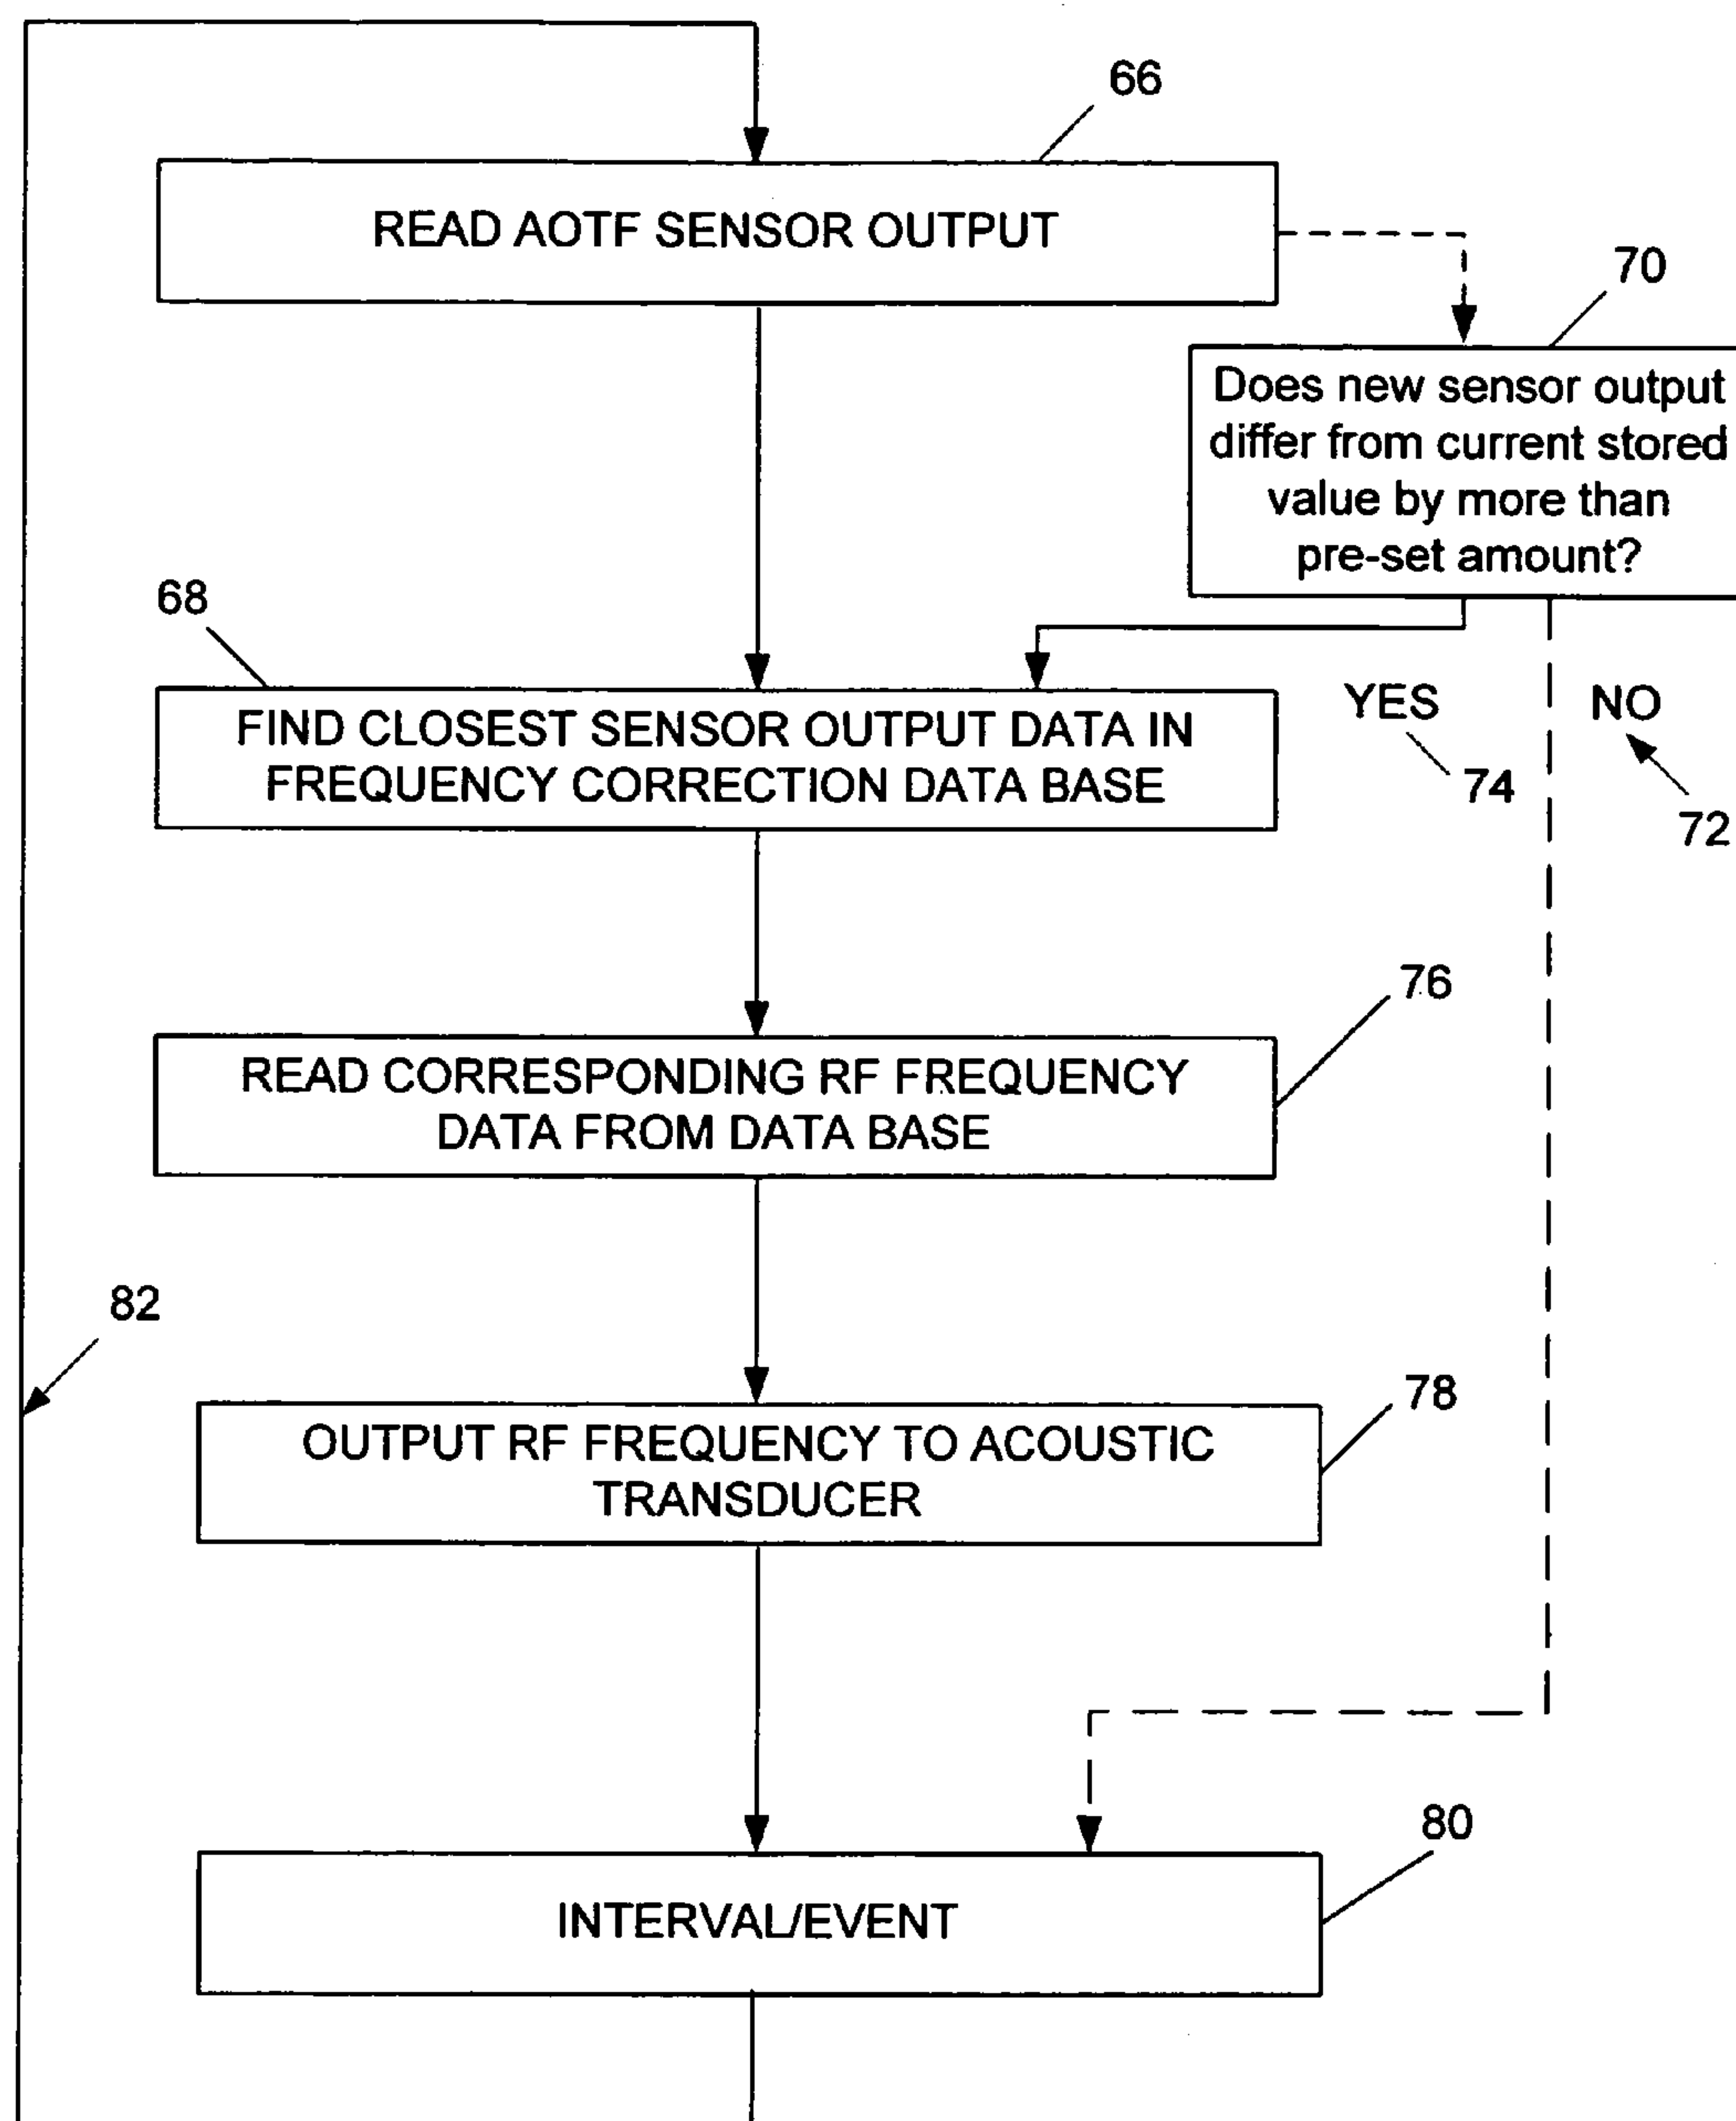 66
READ AOTF SENSOR OUTPUT
70
Does new sensor output
differ from current stored
value by more than
pre-set amount?
68
FIND CLOSEST SENSOR OUTPUT DATA IN
FREQUENCY CORRECTION DATA BASE
YES
NO
74
72
76
READ CORRESPONDING RF FREQUENCY
DATA FROM DATA BASE
82
78
OUTPUT RF FREQUENCY TO ACOUSTIC
TRANSDUCER
80
INTERVAL/EVENT